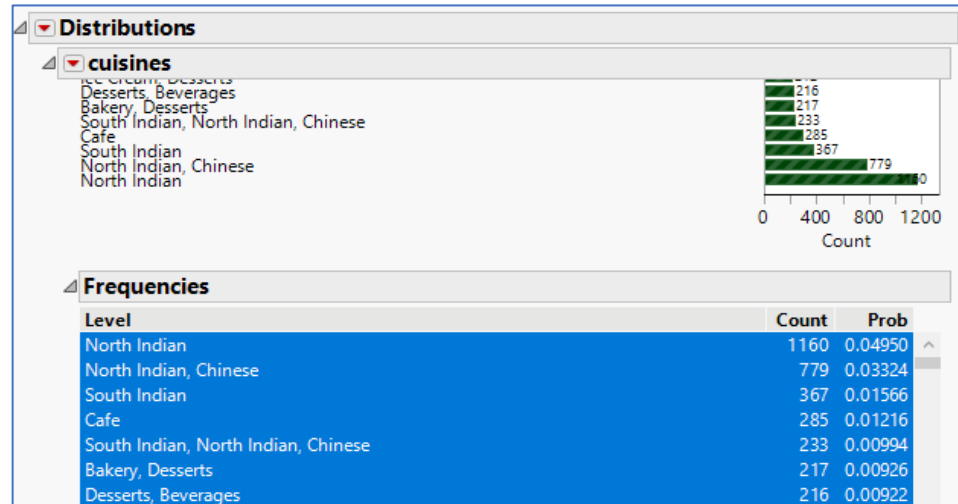 Distributions
cuisines
Desserts, Beverages 216
Bakery, Desserts 217
South Indian, North Indian, Chinese 233
Cafe 285
South Indian 367
North Indian, Chinese 779
North Indian 1160
0 400 800 1200
Count
Frequencies
Level Count Prob
North Indian 1160 0.04950
North Indian, Chinese 779 0.03324
South Indian 367 0.01566
Cafe 285 0.01216
South Indian, North Indian, Chinese 233 0.00994
Bakery, Desserts 217 0.00926
Desserts, Beverages 216 0.00922